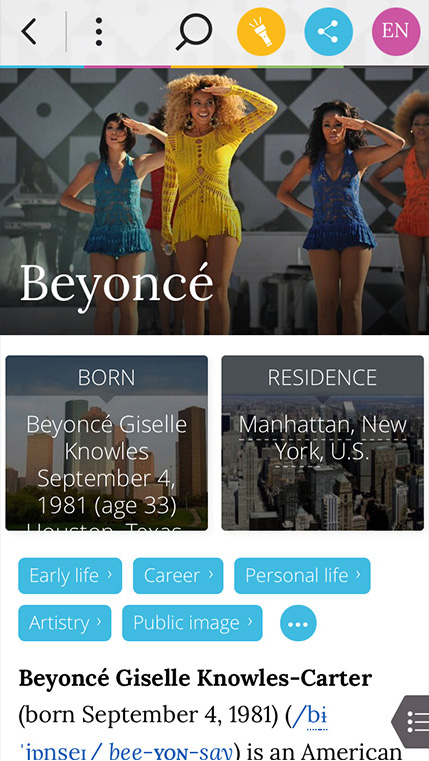 EN
Beyoncé
BORN
Beyoncé Giselle
Knowles
September 4,
1981 (age 33)
Houston, Texas,
RESIDENCE
Manhattan, New
York, U.S.
Early life ›
Career ›
Personal life ›
Artistry ›
Public image ›
Beyoncé Giselle Knowles-Carter
(born September 4, 1981) (/bi
ˈjɒnseɪ/ bee-YON-say) is an American